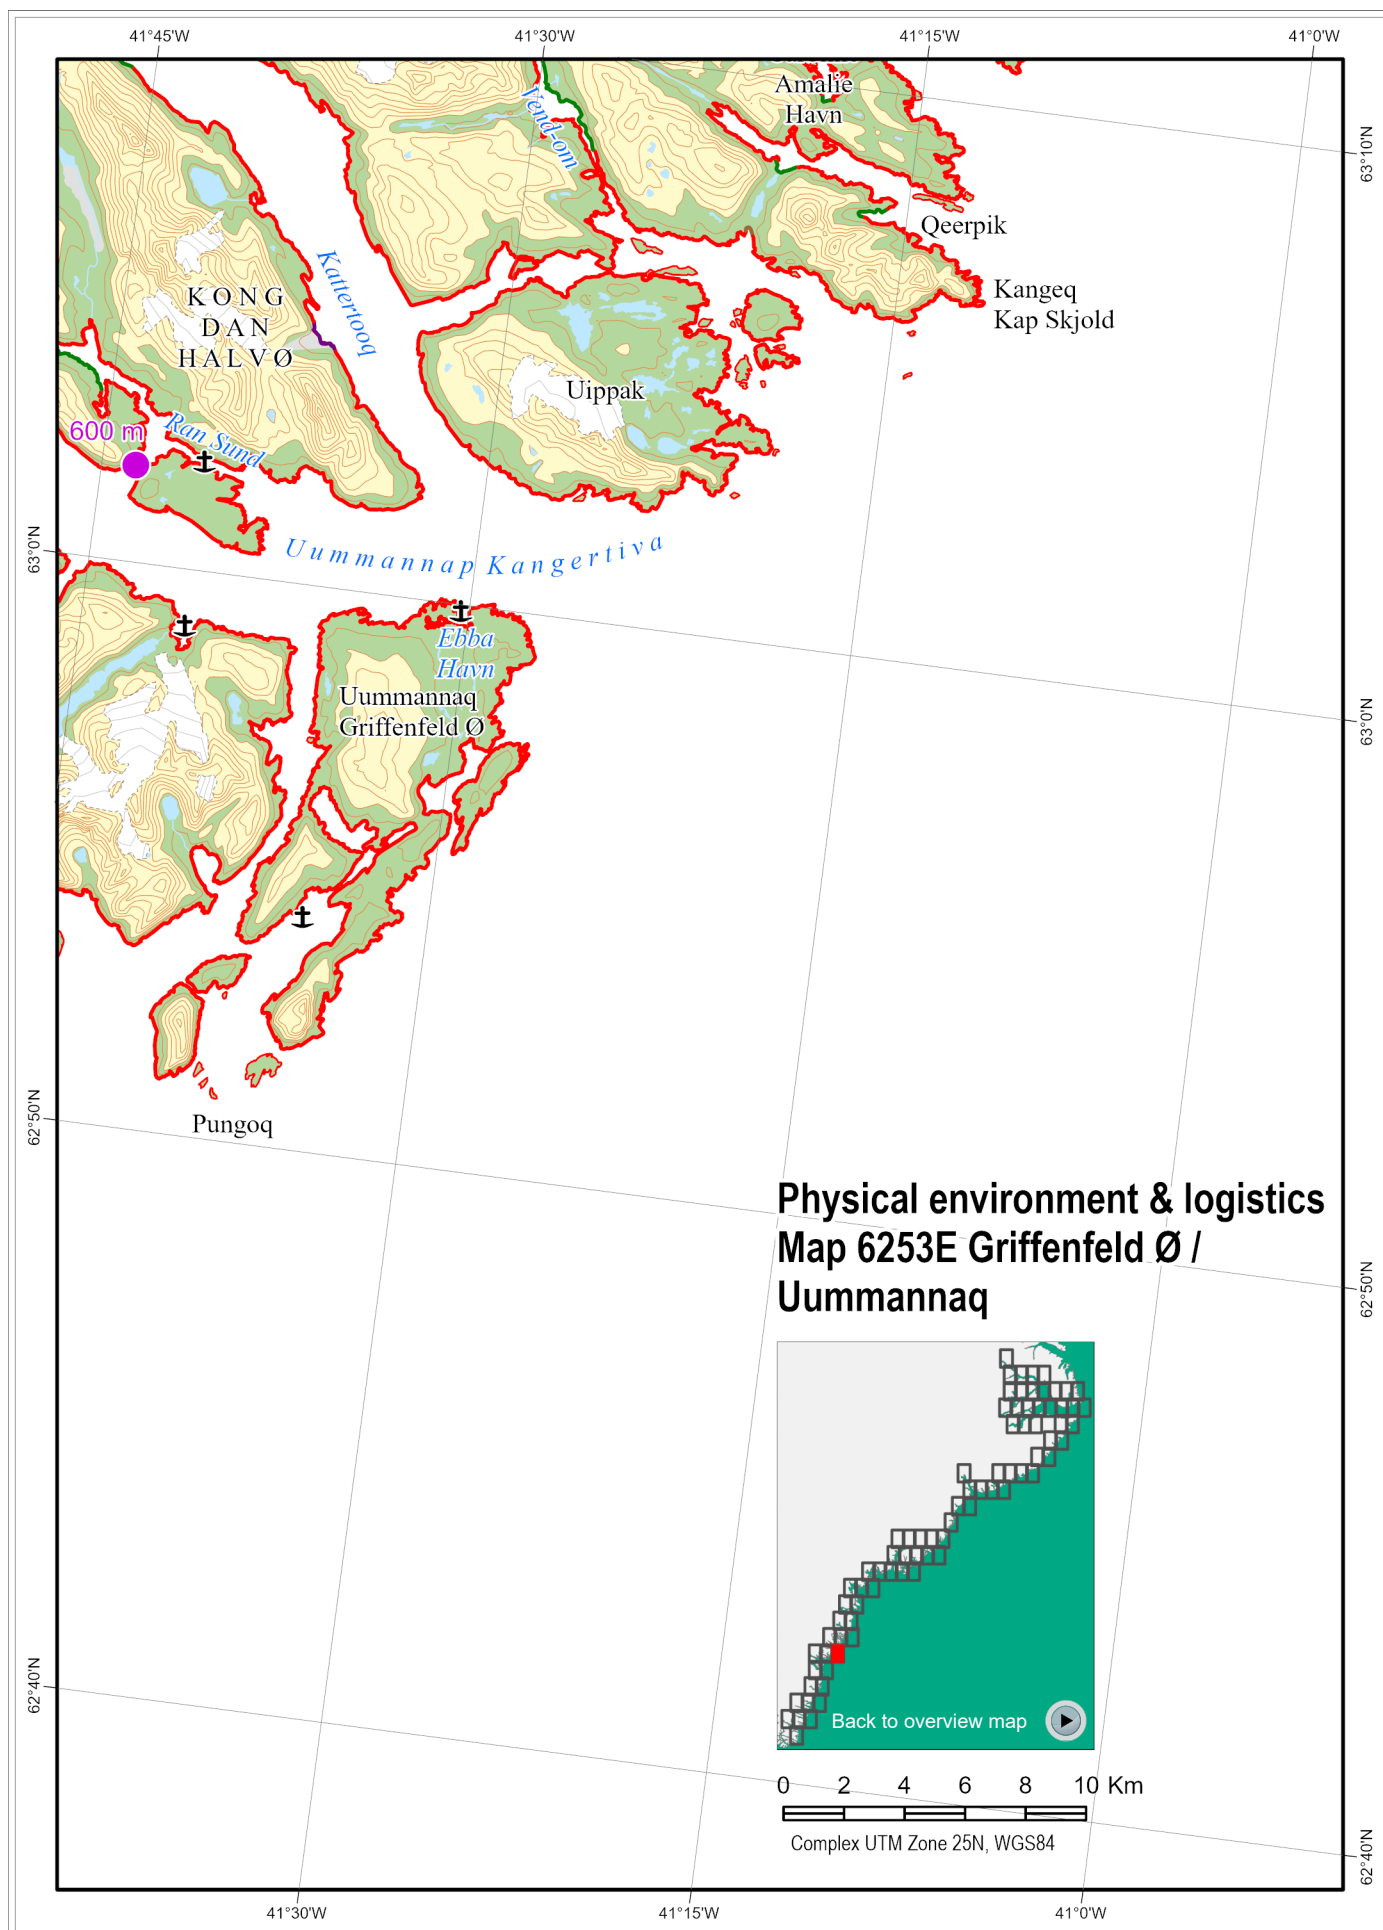 41°45'W
41°30'W
41°15'W
41°0'W
Amalie
Havn
Vend-om
63°10'N
Qeerpik
Kangeq
Kap Skjold
Kattertooq
KONG
DAN
HALVØ
Uippak
600 m
Ran Sund
63°0'N
Uummannap Kangertiva
Ebba
Havn
Uummannaq
Griffenfeld Ø
63°0'N
62°50'N
Pungoq
Physical environment & logistics
Map 6253E Griffenfeld Ø /
Uummannaq
62°50'N
62°40'N
Back to overview map
0 2 4 6 8 10 Km
Complex UTM Zone 25N, WGS84
62°40'N
41°30'W
41°15'W
41°0'W